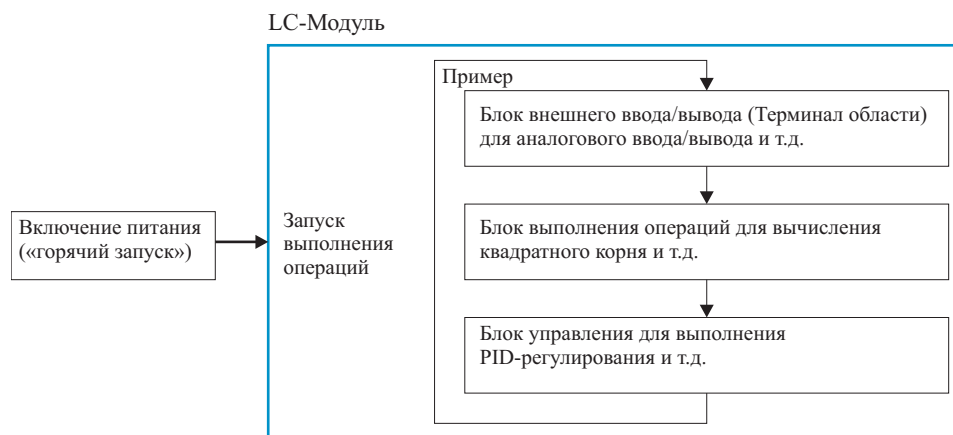 LC-Модуль
Пример
Блок внешнего ввода/вывода (Терминал области)
для аналогового ввода/вывода и т.д.
Включение питания
(«горячий запуск»)
Запуск
выполнения
операций
Блок выполнения операций для вычисления
квадратного корня и т.д.
Блок управления для выполнения
PID-регулирования и т.д.